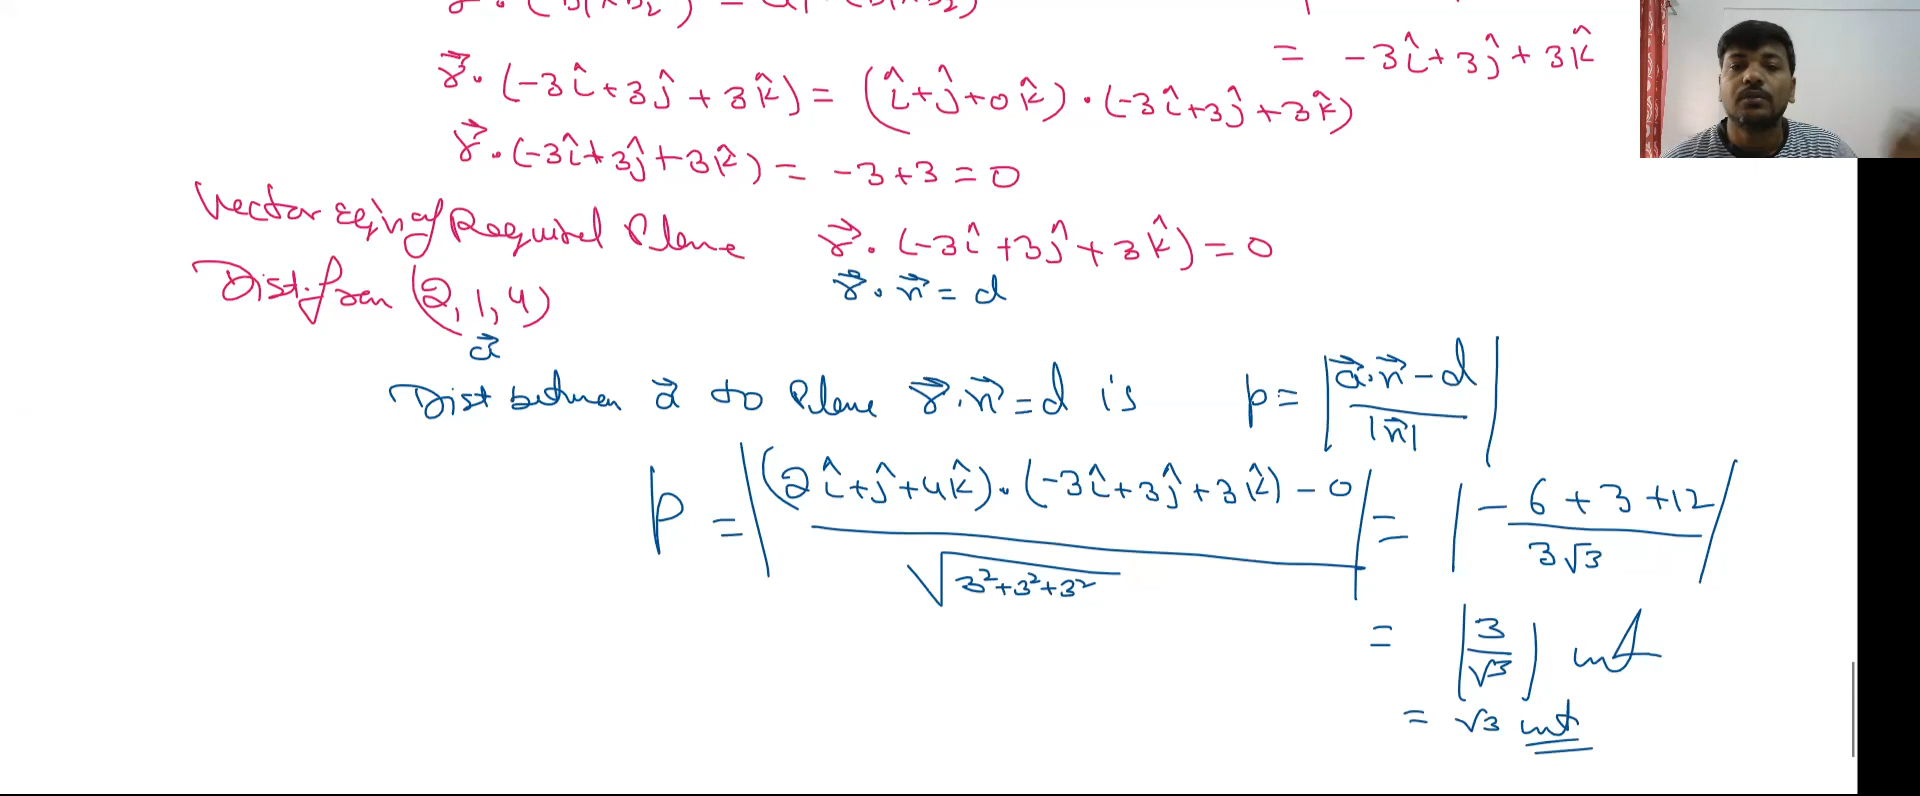 = -3î + 3ĵ + 3k̂
r⃗ . (-3î + 3ĵ + 3k̂) = (î + ĵ + 0k̂) . (-3î + 3ĵ + 3k̂)
r⃗ . (-3î + 3ĵ + 3k̂) = -3 + 3 = 0
Vector Eq'n of Required Plane r⃗ . (-3î + 3ĵ + 3k̂) = 0
Dist. from (2, 1, 4) r⃗ . n⃗ = d
a⃗
Dist between a⃗ to Plane r⃗ . n⃗ = d is p = |(a⃗ . n⃗ - d) / |n⃗||
p = |((2î + ĵ + 4k̂) . (-3î + 3ĵ + 3k̂) - 0) / √(3² + 3² + 3²)| = |(-6 + 3 + 12) / 3√3|
= |3/√3| unit
= √3 unit